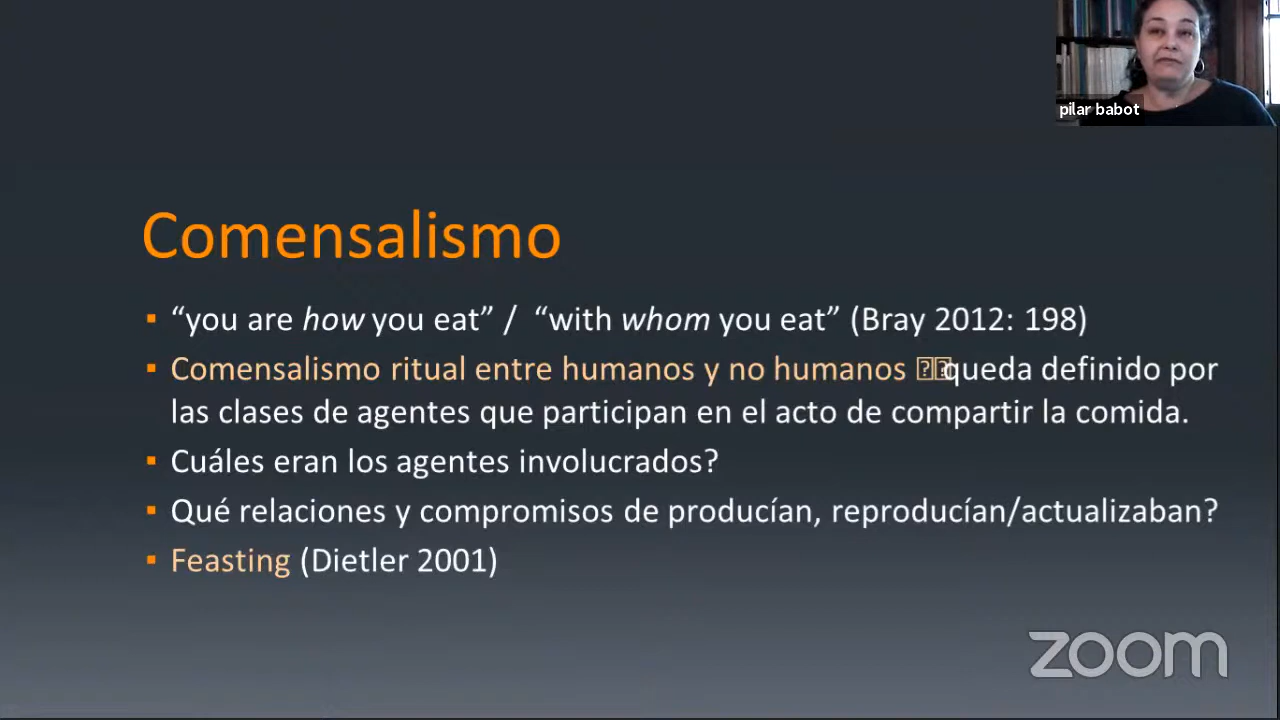 pilar babot
Comensalismo
▪ “you are how you eat” / “with whom you eat” (Bray 2012: 198)
▪ Comensalismo ritual entre humanos y no humanos queda definido por
las clases de agentes que participan en el acto de compartir la comida.
▪ Cuáles eran los agentes involucrados?
▪ Qué relaciones y compromisos de producían, reproducían/actualizaban?
▪ Feasting (Dietler 2001)
zoom